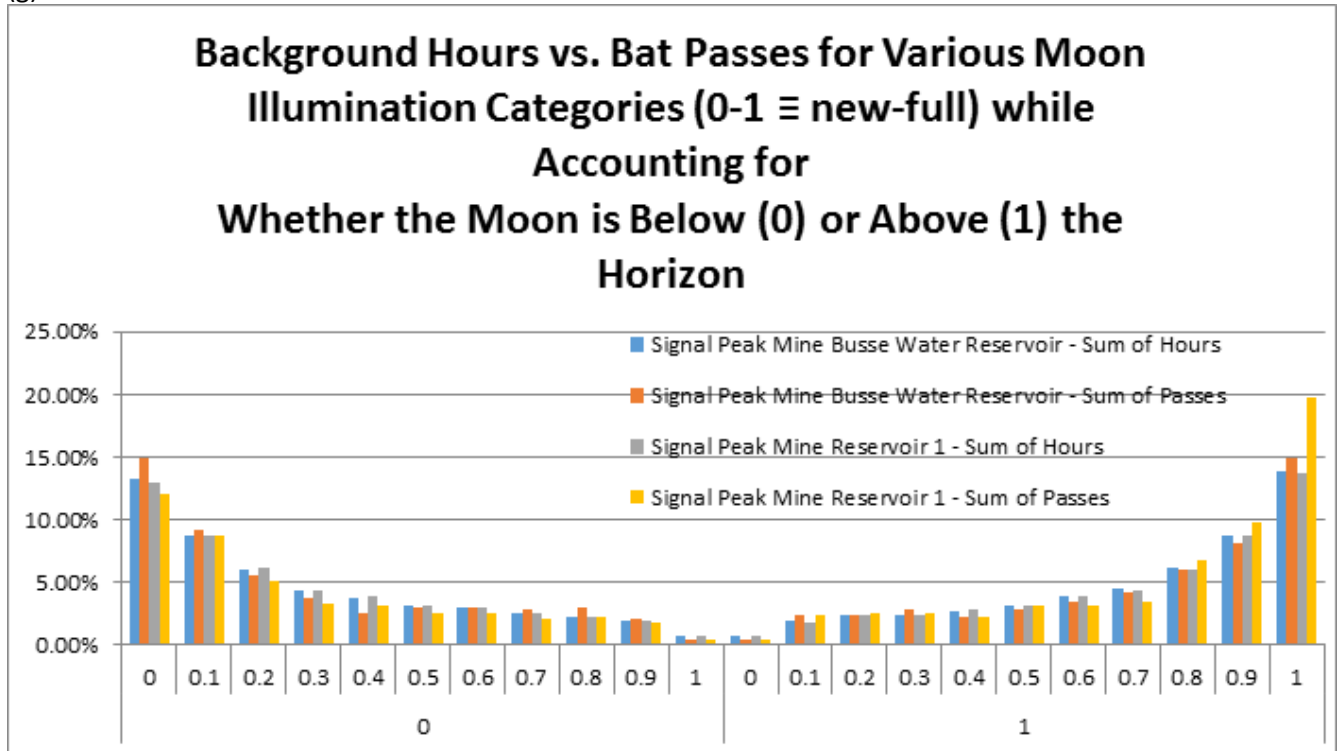 Background Hours vs. Bat Passes for Various Moon
Illumination Categories (0-1 ≡ new-full) while
Accounting for
Whether the Moon is Below (0) or Above (1) the
Horizon
25.00%
20.00%
15.00%
10.00%
5.00%
0.00%
Signal Peak Mine Busse Water Reservoir - Sum of Hours
Signal Peak Mine Busse Water Reservoir - Sum of Passes
Signal Peak Mine Reservoir 1 - Sum of Hours
Signal Peak Mine Reservoir 1 - Sum of Passes
0 0.1 0.2 0.3 0.4 0.5 0.6 0.7 0.8 0.9 1 0 0.1 0.2 0.3 0.4 0.5 0.6 0.7 0.8 0.9 1
0 1